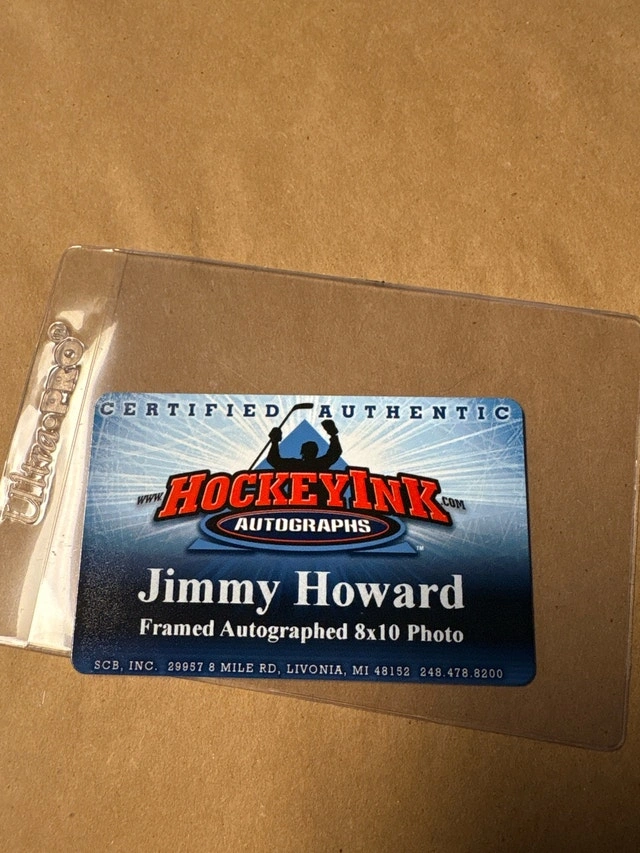 UltraPRO®
CERTIFIED AUTHENTIC
www.HOCKEYINK.COM
AUTOGRAPHS
TM
Jimmy Howard
Framed Autographed 8x10 Photo
SCB, INC. 29957 8 MILE RD, LIVONIA, MI 48152 248.478.8200